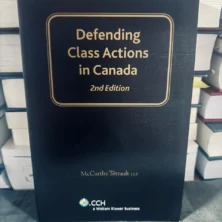 Defending
Class Actions
in Canada
2nd Edition
McCarthy Tétrault LLP
CCH
a Wolters Kluwer business